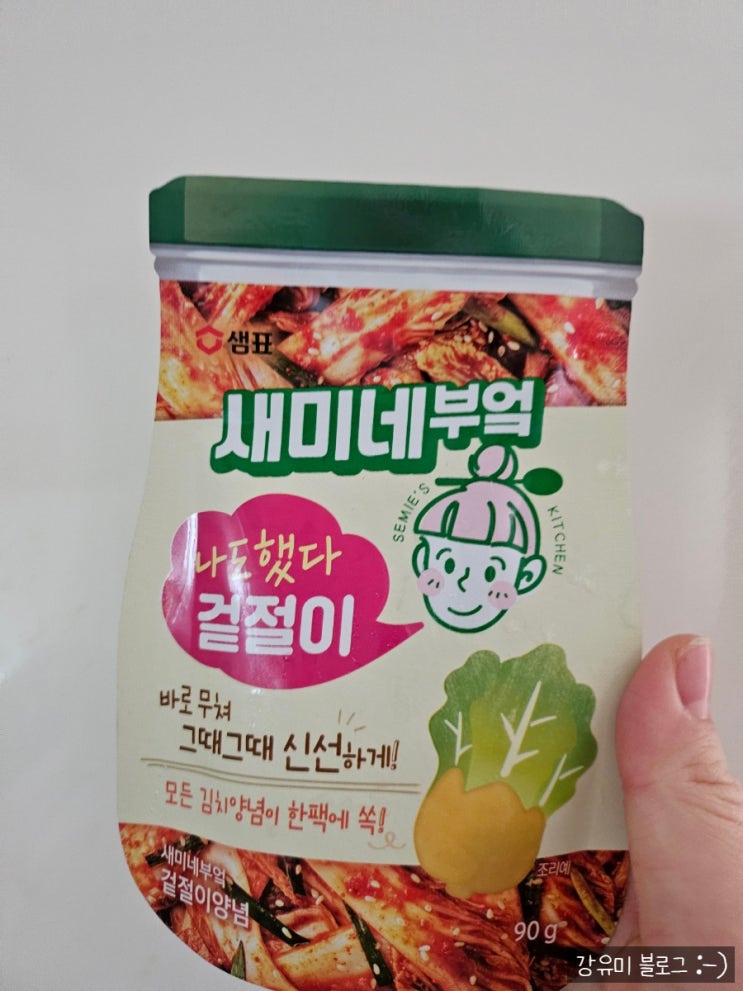 샘표
새미네부엌
SEMIE'S KITCHEN
나도했다
겉절이
바로 무쳐
그때그때 신선하게!
모든 김치양념이 한팩에 쏙!
새미네부엌
겉절이양념
조리예
90 g
강유미 블로그 :-)